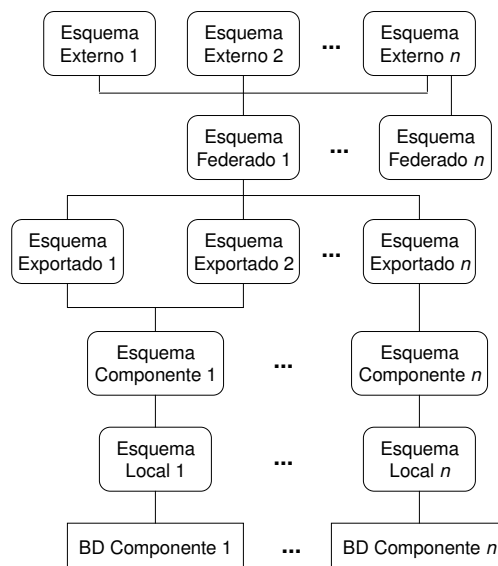 Esquema
Externo 1
Esquema
Externo 2
...
Esquema
Externo n
Esquema
Federado 1
...
Esquema
Federado n
Esquema
Exportado 1
Esquema
Exportado 2
...
Esquema
Exportado n
Esquema
Componente 1
...
Esquema
Componente n
Esquema
Local 1
...
Esquema
Local n
BD Componente 1
...
BD Componente n